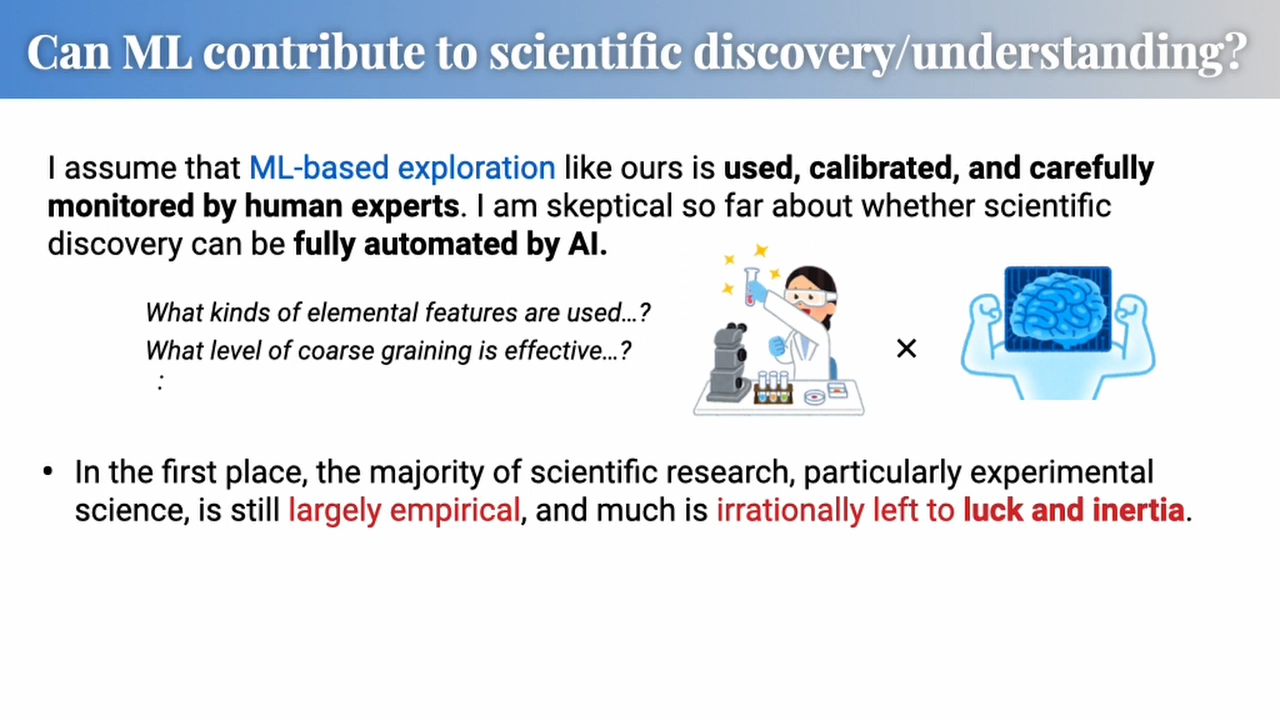 Can ML contribute to scientific discovery/understanding?
I assume that ML-based exploration like ours is used, calibrated, and carefully
monitored by human experts. I am skeptical so far about whether scientific
discovery can be fully automated by AI.
What kinds of elemental features are used...?
What level of coarse graining is effective...?
:
×
• In the first place, the majority of scientific research, particularly experimental
science, is still largely empirical, and much is irrationally left to luck and inertia.